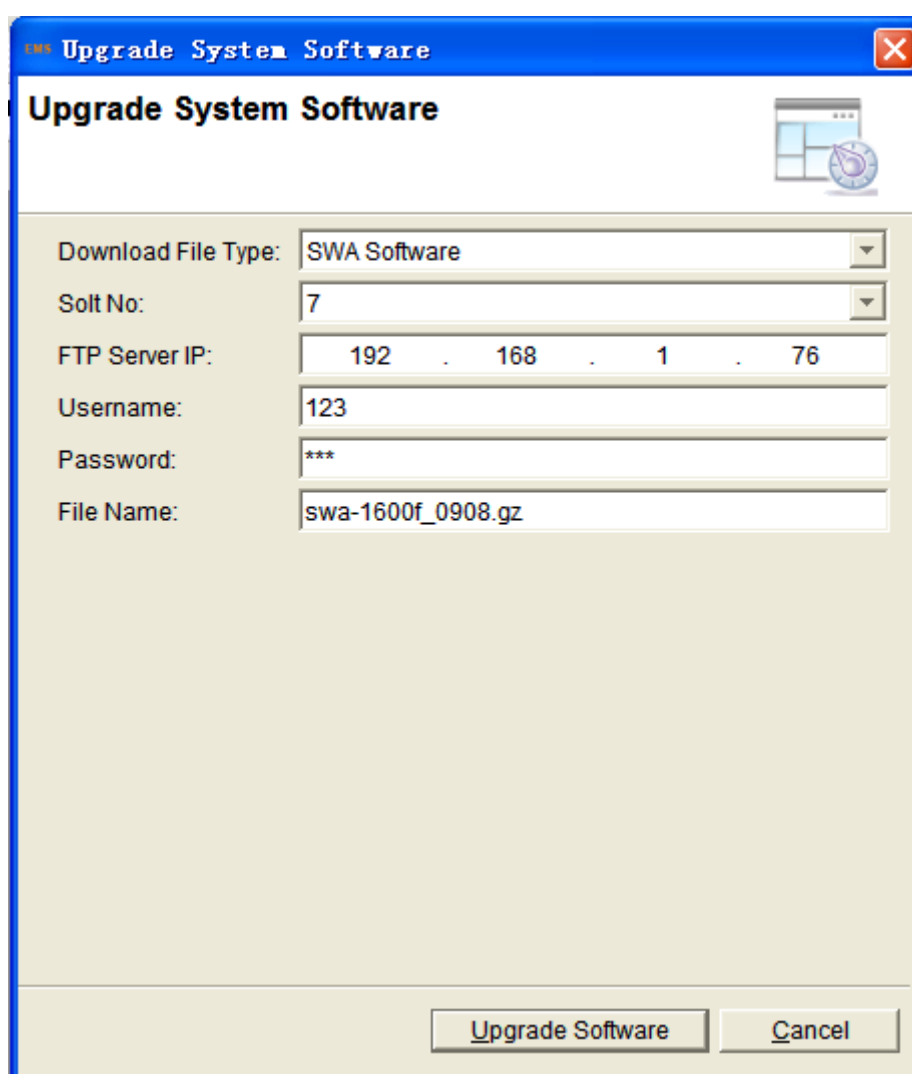 EMS Upgrade System Software
Upgrade System Software
Download File Type: SWA Software
Solt No: 7
FTP Server IP: 192 . 168 . 1 . 76
Username: 123
Password: ***
File Name: swa-1600f_0908.gz
Upgrade Software Cancel